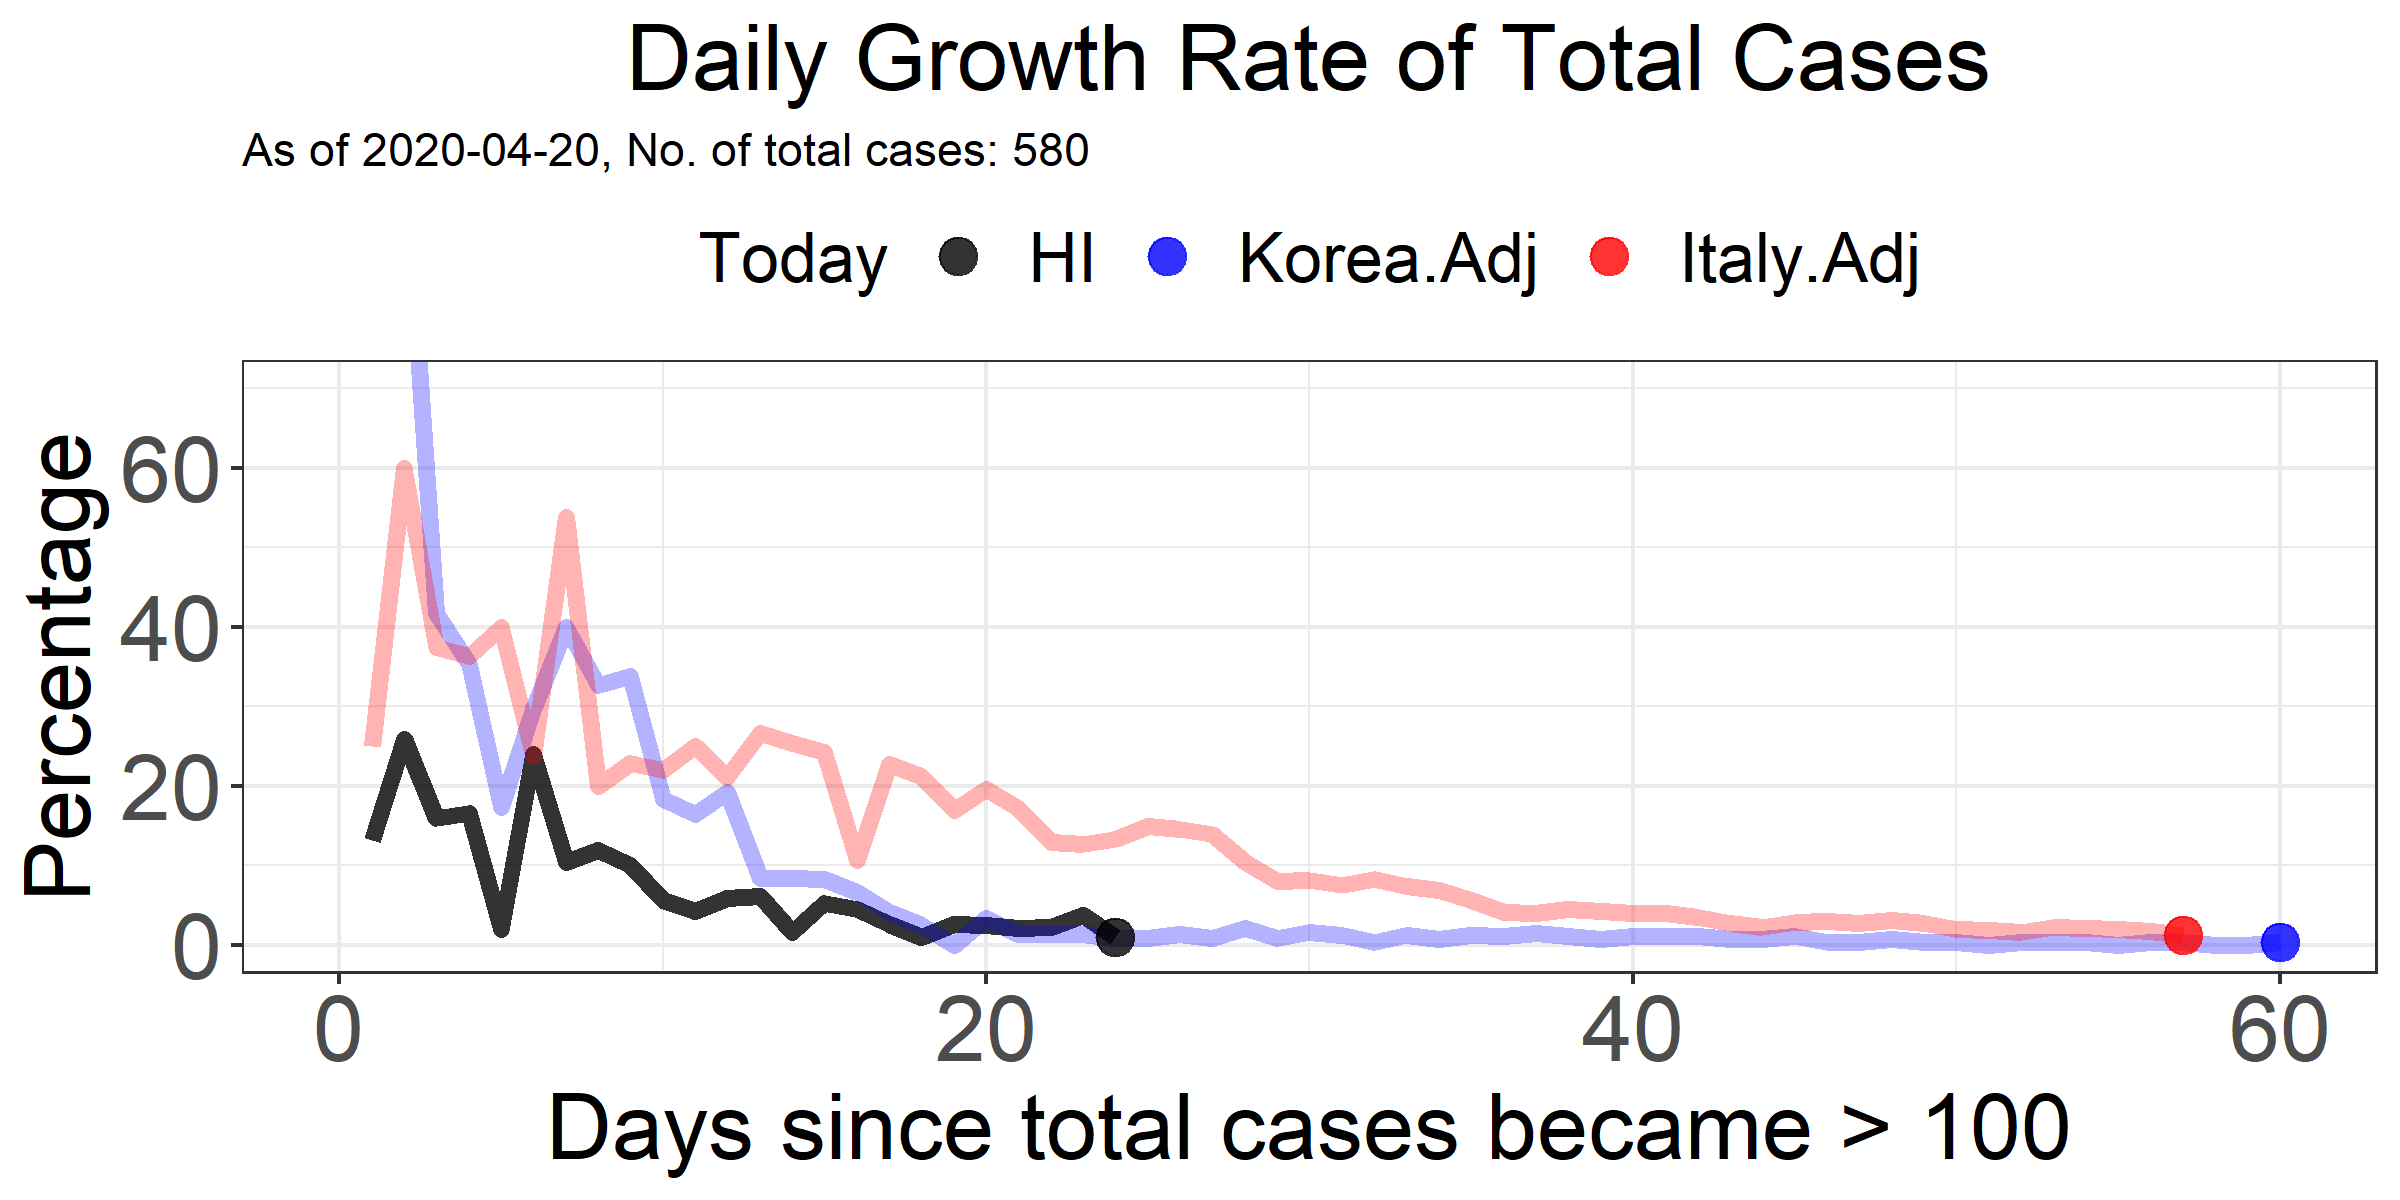 Daily Growth Rate of Total Cases
As of 2020-04-20, No. of total cases: 580
Today HI Korea.Adj Italy.Adj
Percentage
60
40
20
0
0 20 40 60
Days since total cases became > 100